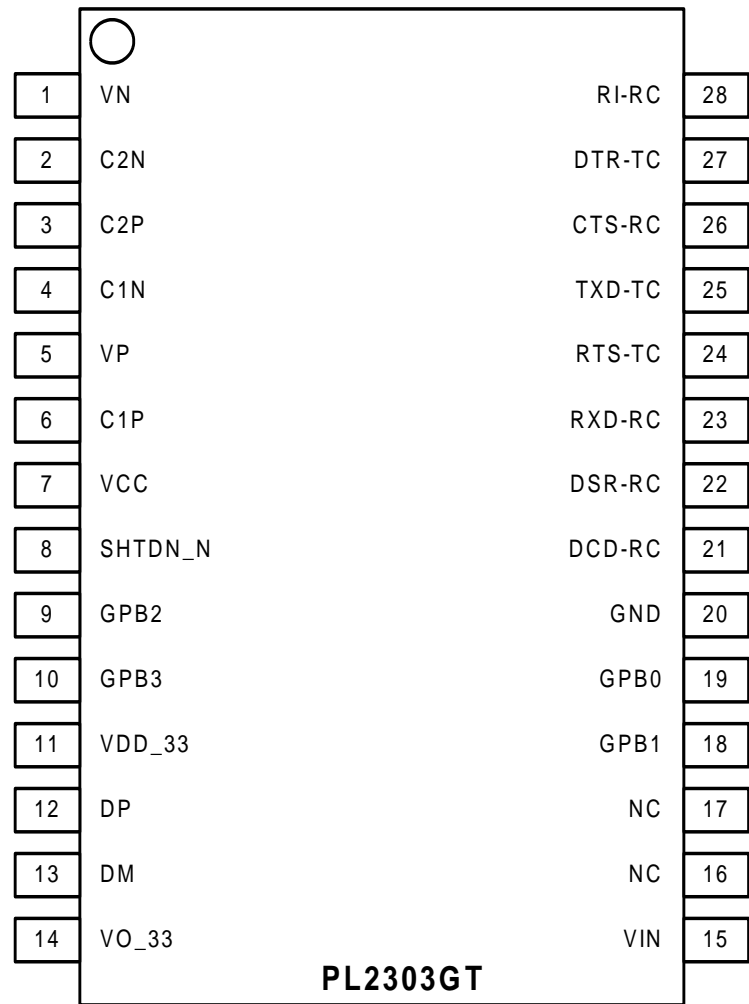 1 VN RI-RC 28
2 C2N DTR-TC 27
3 C2P CTS-RC 26
4 C1N TXD-TC 25
5 VP RTS-TC 24
6 C1P RXD-RC 23
7 VCC DSR-RC 22
8 SHTDN_N DCD-RC 21
9 GPB2 GND 20
10 GPB3 GPB0 19
11 VDD_33 GPB1 18
12 DP NC 17
13 DM NC 16
14 VO_33 VIN 15
PL2303GT